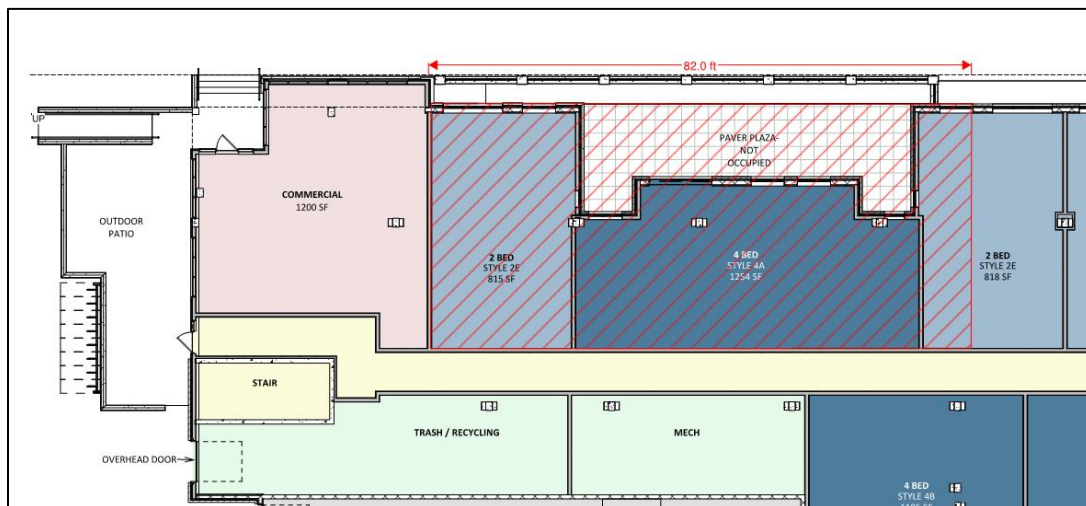 82.0 ft
UP
PAVER PLAZA-
NOT
OCCUPIED
COMMERCIAL
1200 SF
OUTDOOR
PATIO
2 BED
STYLE 2E
815 SF
4 BED
STYLE 4A
1254 SF
2 BED
STYLE 2E
818 SF
STAIR
TRASH / RECYCLING
MECH
OVERHEAD DOOR
4 BED
STYLE 4B